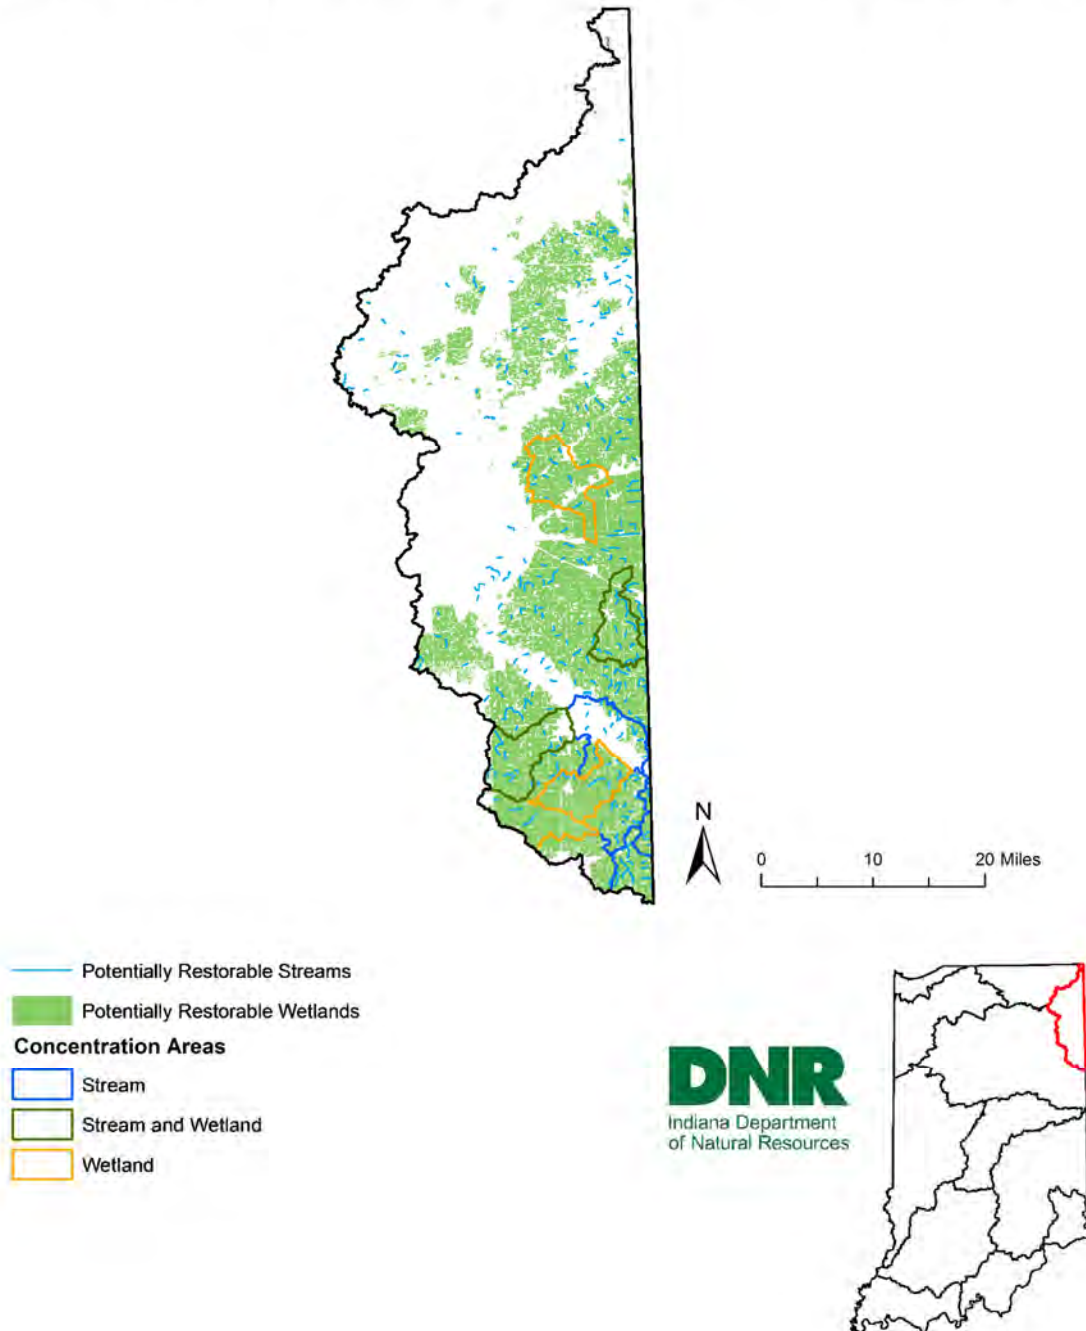 N
0 10 20 Miles
Potentially Restorable Streams
Potentially Restorable Wetlands
Concentration Areas
Stream
Stream and Wetland
Wetland
DNR
Indiana Department
of Natural Resources